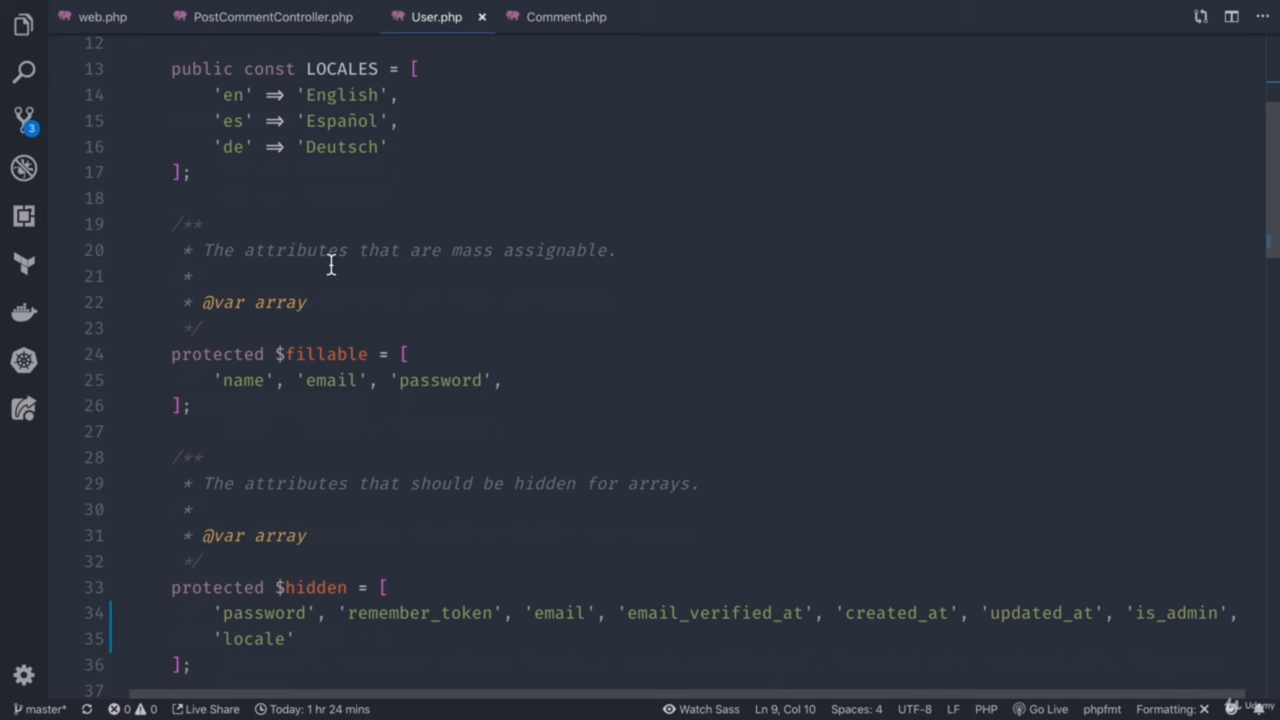 web.php PostCommentController.php User.php × Comment.php
12
13 public const LOCALES = [
14 'en' => 'English',
15 'es' => 'Español',
16 'de' => 'Deutsch'
17 ];
18
19 /**
20 * The attributes that are mass assignable.
21 *
22 * @var array
23 */
24 protected $fillable = [
25 'name', 'email', 'password',
26 ];
27
28 /**
29 * The attributes that should be hidden for arrays.
30 *
31 * @var array
32 */
33 protected $hidden = [
34 'password', 'remember_token', 'email', 'email_verified_at', 'created_at', 'updated_at', 'is_admin',
35 'locale'
36 ];
37
3
master* 0 0 Live Share Today: 1 hr 24 mins Watch Sass Ln 9, Col 10 Spaces: 4 UTF-8 LF PHP Go Live phpfmt Formatting: × Udemy